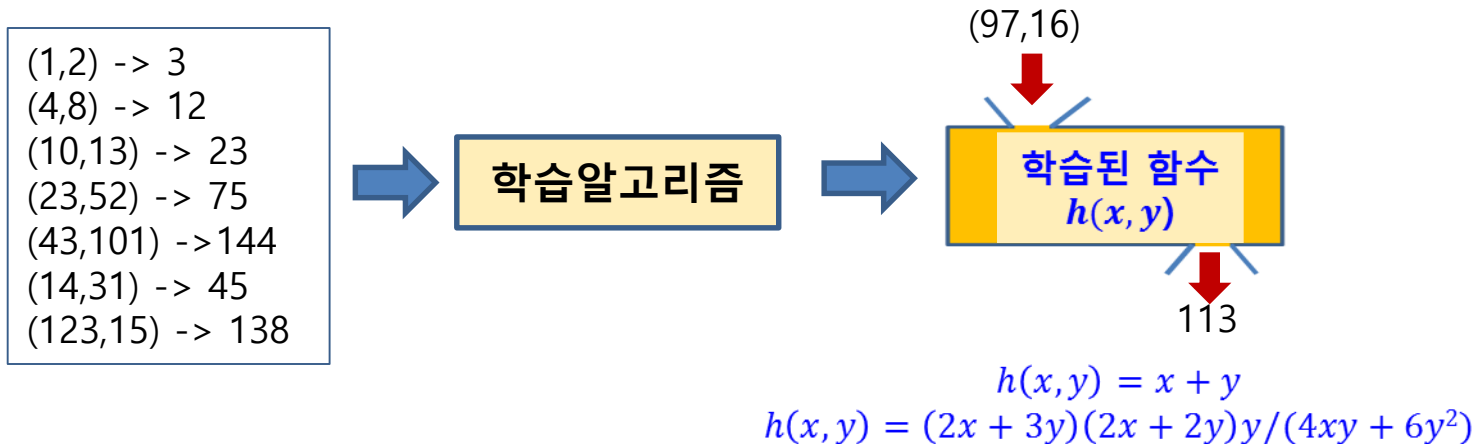 (1,2) -> 3
(4,8) -> 12
(10,13) -> 23
(23,52) -> 75
(43,101) ->144
(14,31) -> 45
(123,15) -> 138
학습알고리즘
(97,16)
학습된 함수
h(x, y)
113
h(x, y) = x + y
h(x, y) = (2x + 3y)(2x + 2y)y/(4xy + 6y²)